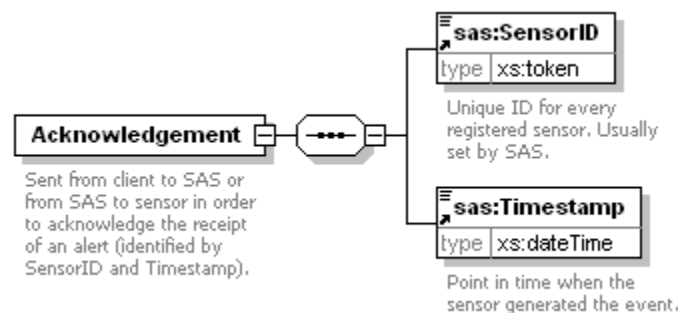 sas:SensorID
type xs:token
Unique ID for every
registered sensor. Usually
set by SAS.
Acknowledgement
Sent from client to SAS or
from SAS to sensor in order
to acknowledge the receipt
of an alert (identified by
SensorID and Timestamp).
sas:Timestamp
type xs:dateTime
Point in time when the
sensor generated the event.